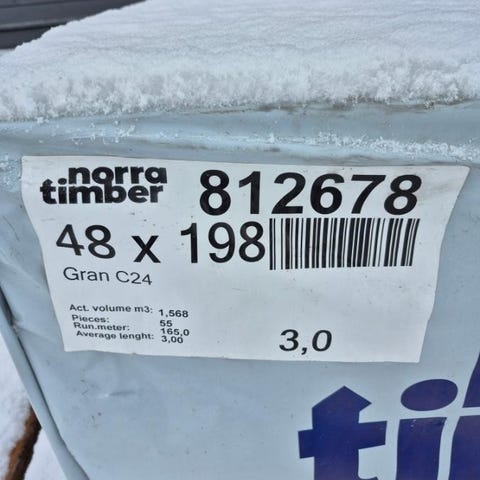 norra timber 812678
48 x 198
Gran C24
Act. volume m3: 1,568
Pieces: 55
Run.meter: 165,0
Average lenght: 3,00
3,0
ti